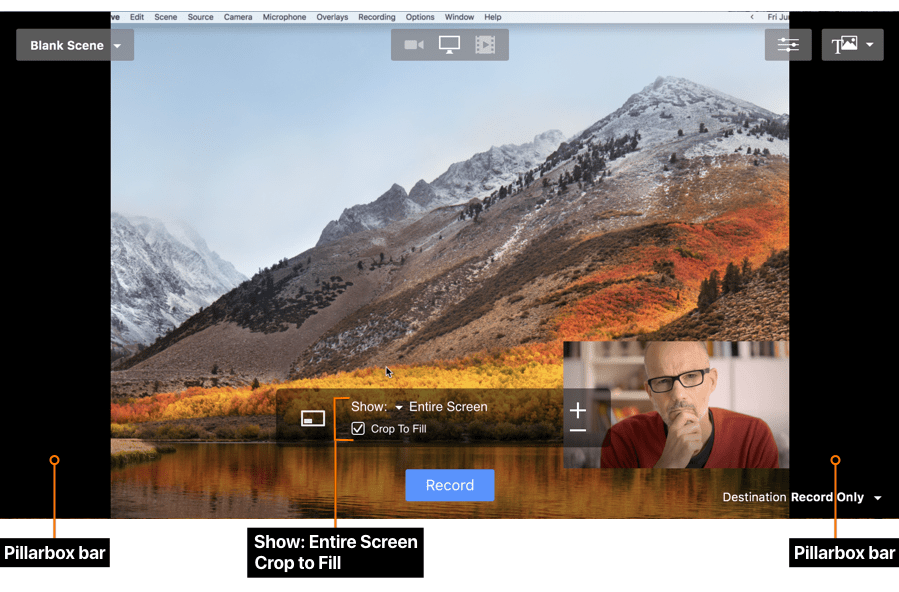 ve Edit Scene Source Camera Microphone Overlays Recording Options Window Help < Fri Jun
Blank Scene
T
Show: Entire Screen
Crop To Fill
Record
Destination Record Only
Pillarbox bar
Show: Entire Screen
Crop to Fill
Pillarbox bar